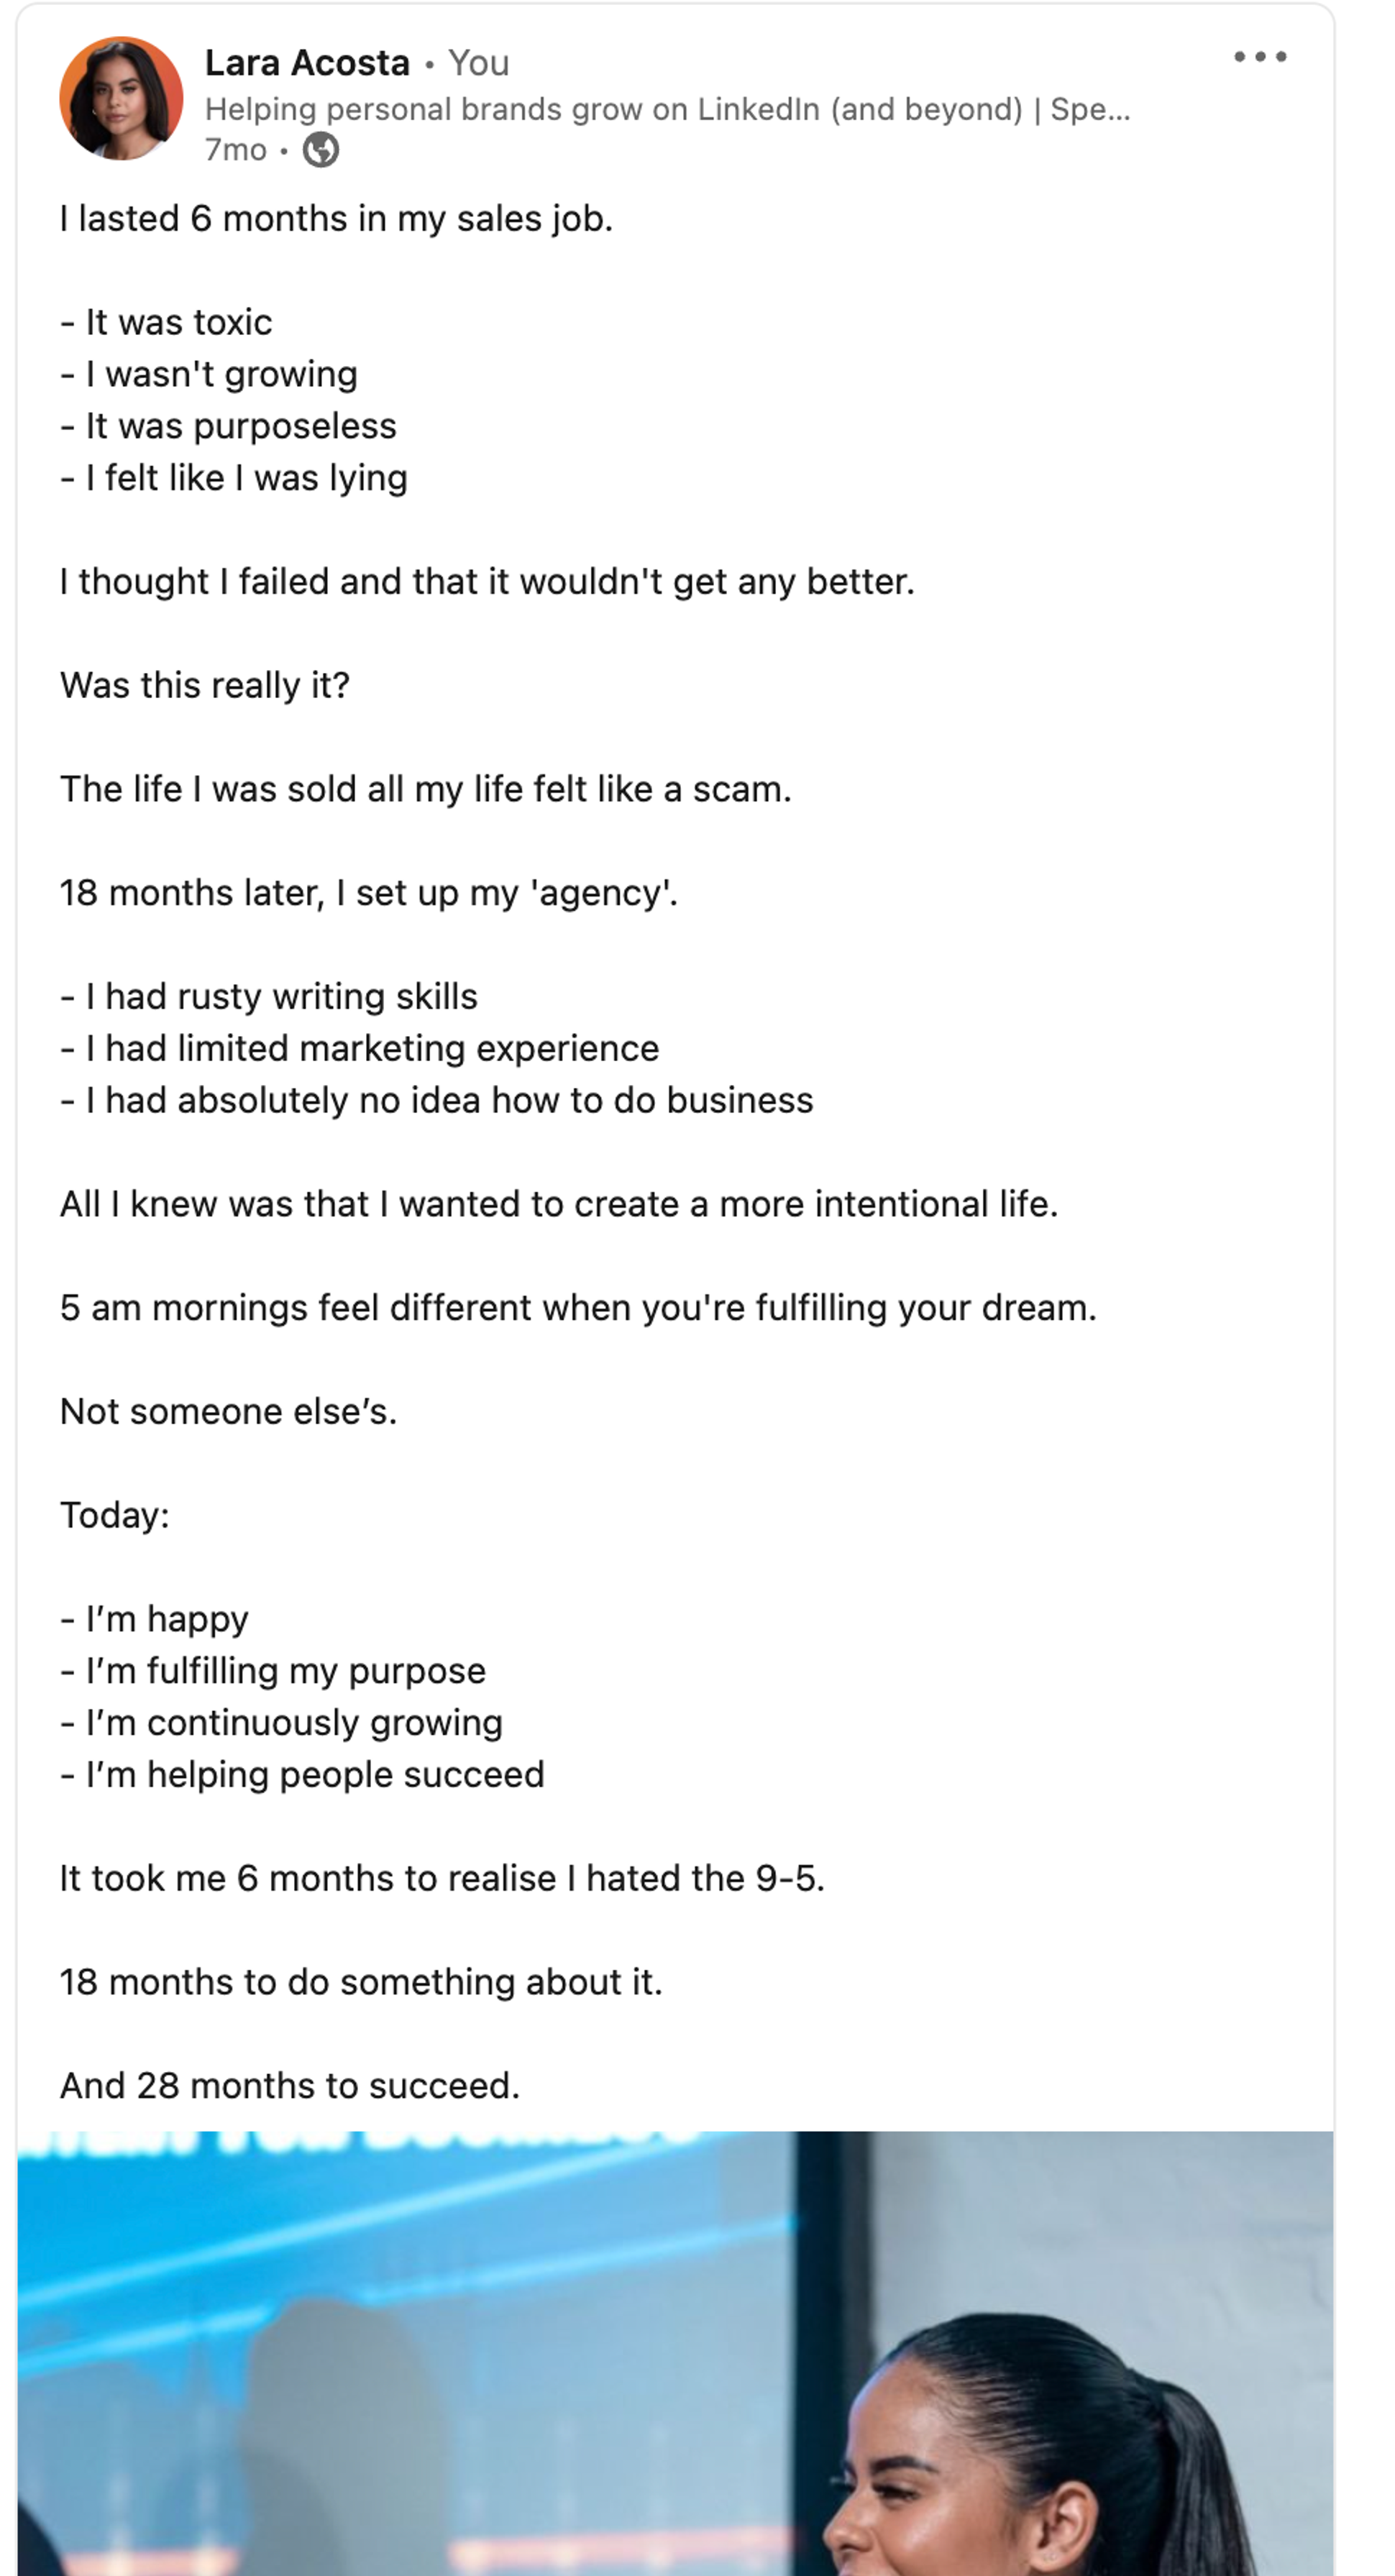 Lara Acosta • You
Helping personal brands grow on LinkedIn (and beyond) | Spe...
7mo •
I lasted 6 months in my sales job.
- It was toxic
- I wasn't growing
- It was purposeless
- I felt like I was lying
I thought I failed and that it wouldn't get any better.
Was this really it?
The life I was sold all my life felt like a scam.
18 months later, I set up my 'agency'.
- I had rusty writing skills
- I had limited marketing experience
- I had absolutely no idea how to do business
All I knew was that I wanted to create a more intentional life.
5 am mornings feel different when you're fulfilling your dream.
Not someone else’s.
Today:
- I’m happy
- I’m fulfilling my purpose
- I’m continuously growing
- I’m helping people succeed
It took me 6 months to realise I hated the 9-5.
18 months to do something about it.
And 28 months to succeed.